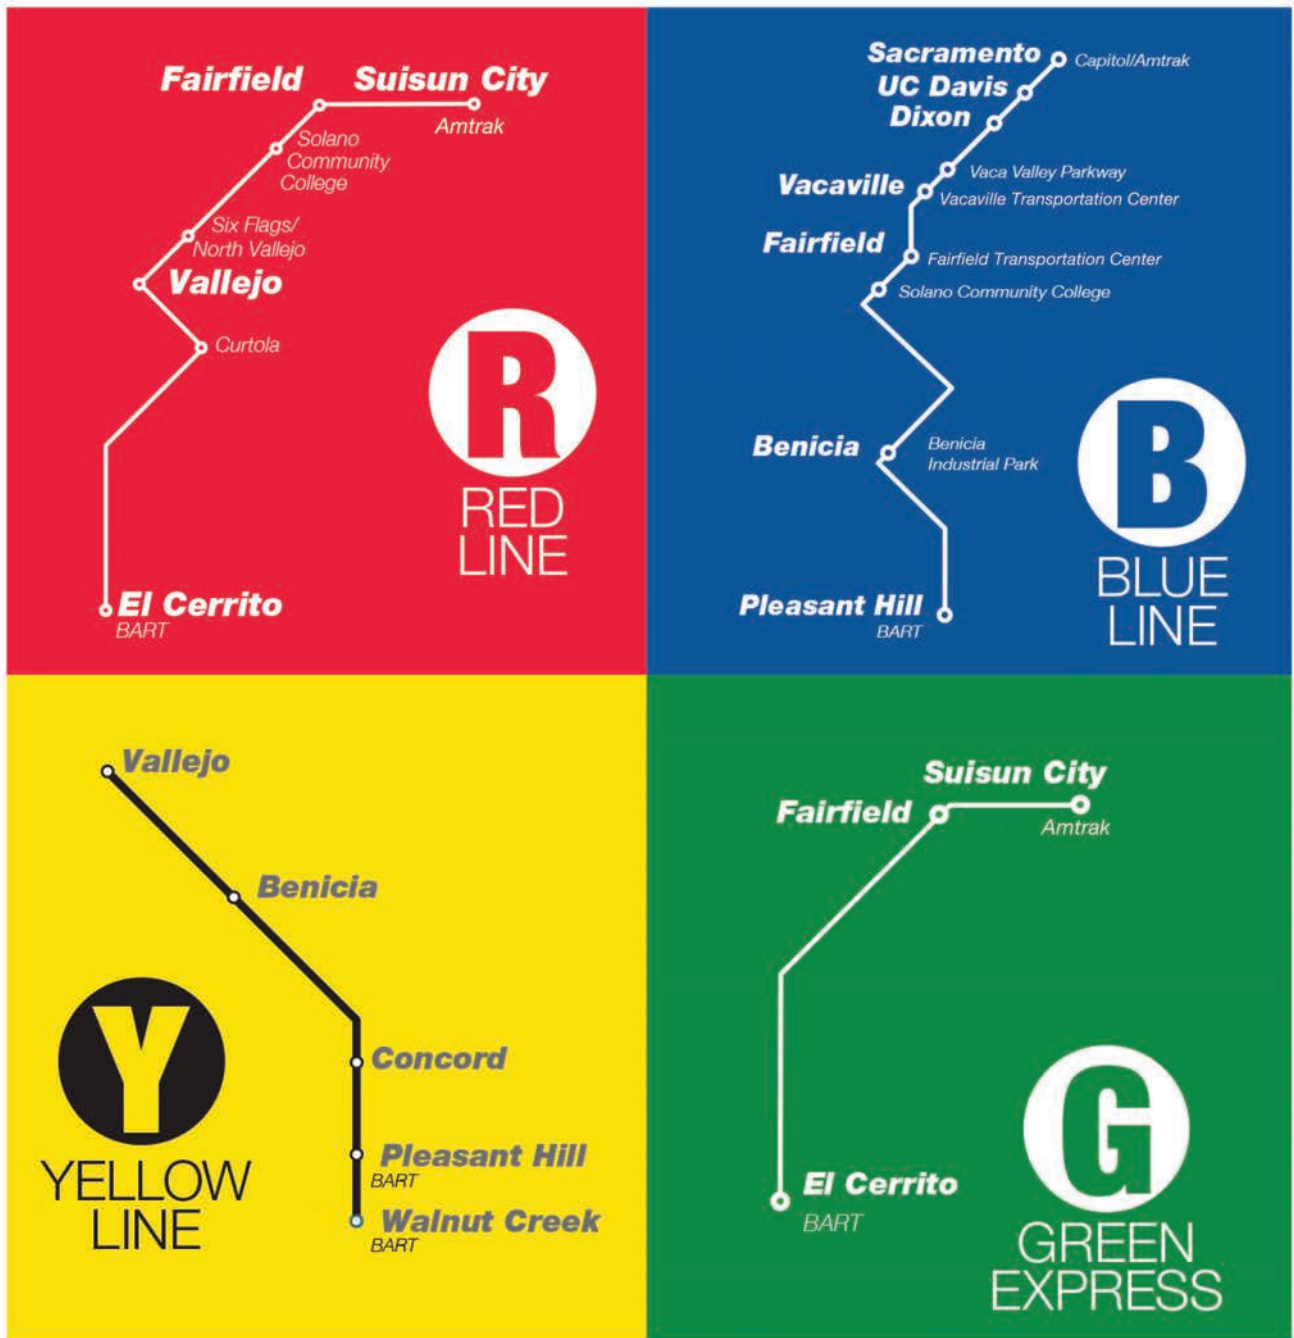 Fairfield
Suisun City
Amtrak
Solano
Community
College
Six Flags/
North Vallejo
Vallejo
Curtola
R
RED
LINE
El Cerrito
BART
Sacramento
Capitol/Amtrak
UC Davis
Dixon
Vaca Valley Parkway
Vacaville
Vacaville Transportation Center
Fairfield
Fairfield Transportation Center
Solano Community College
Benicia
Benicia
Industrial Park
B
BLUE
LINE
Pleasant Hill
BART
Vallejo
Benicia
Concord
Y
YELLOW
LINE
Pleasant Hill
BART
Walnut Creek
BART
Suisun City
Fairfield
Amtrak
El Cerrito
BART
G
GREEN
EXPRESS